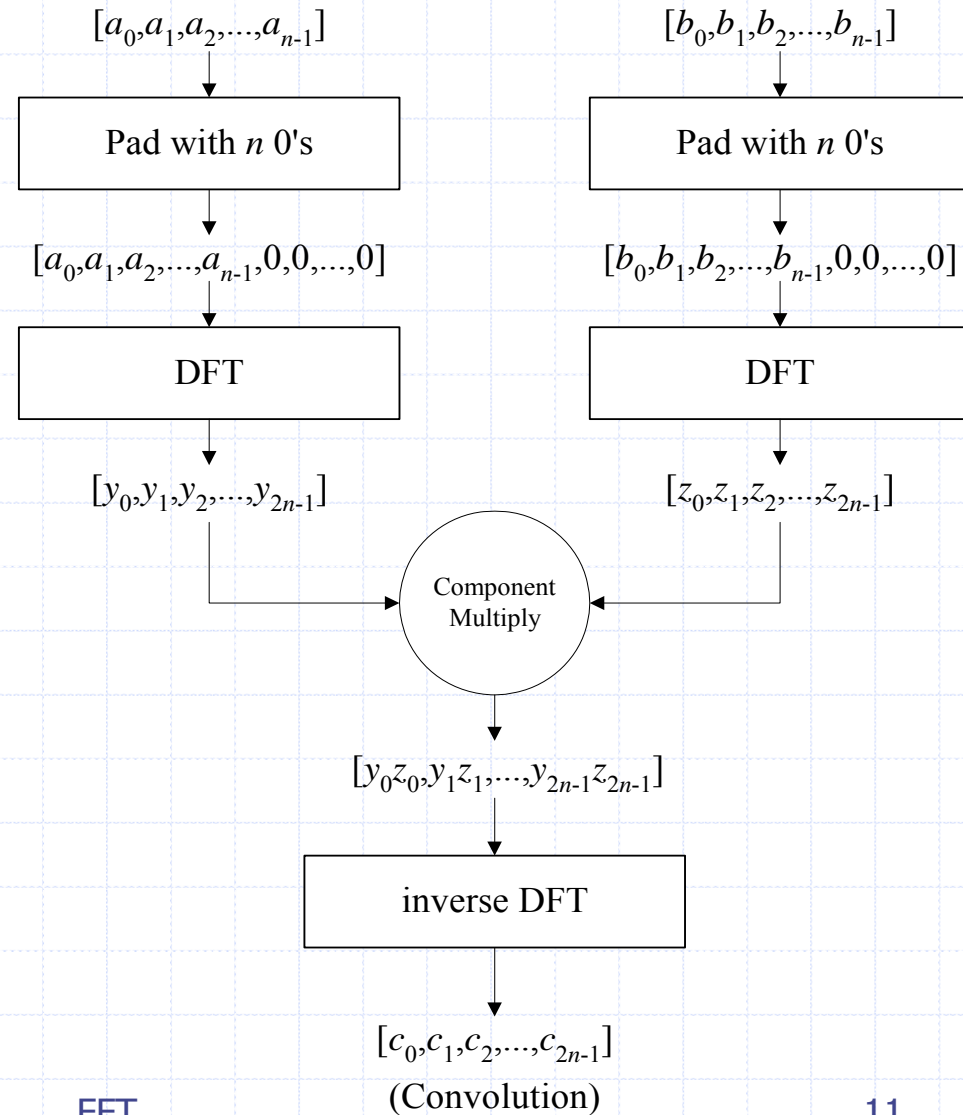 [a0,a1,a2,...,an-1] [b0,b1,b2,...,bn-1]
Pad with n 0's Pad with n 0's
[a0,a1,a2,...,an-1,0,0,...,0] [b0,b1,b2,...,bn-1,0,0,...,0]
DFT DFT
[y0,y1,y2,...,y2n-1] [z0,z1,z2,...,z2n-1]
Component
Multiply
[y0z0,y1z1,...,y2n-1z2n-1]
inverse DFT
[c0,c1,c2,...,c2n-1]
(Convolution)
FFT 11